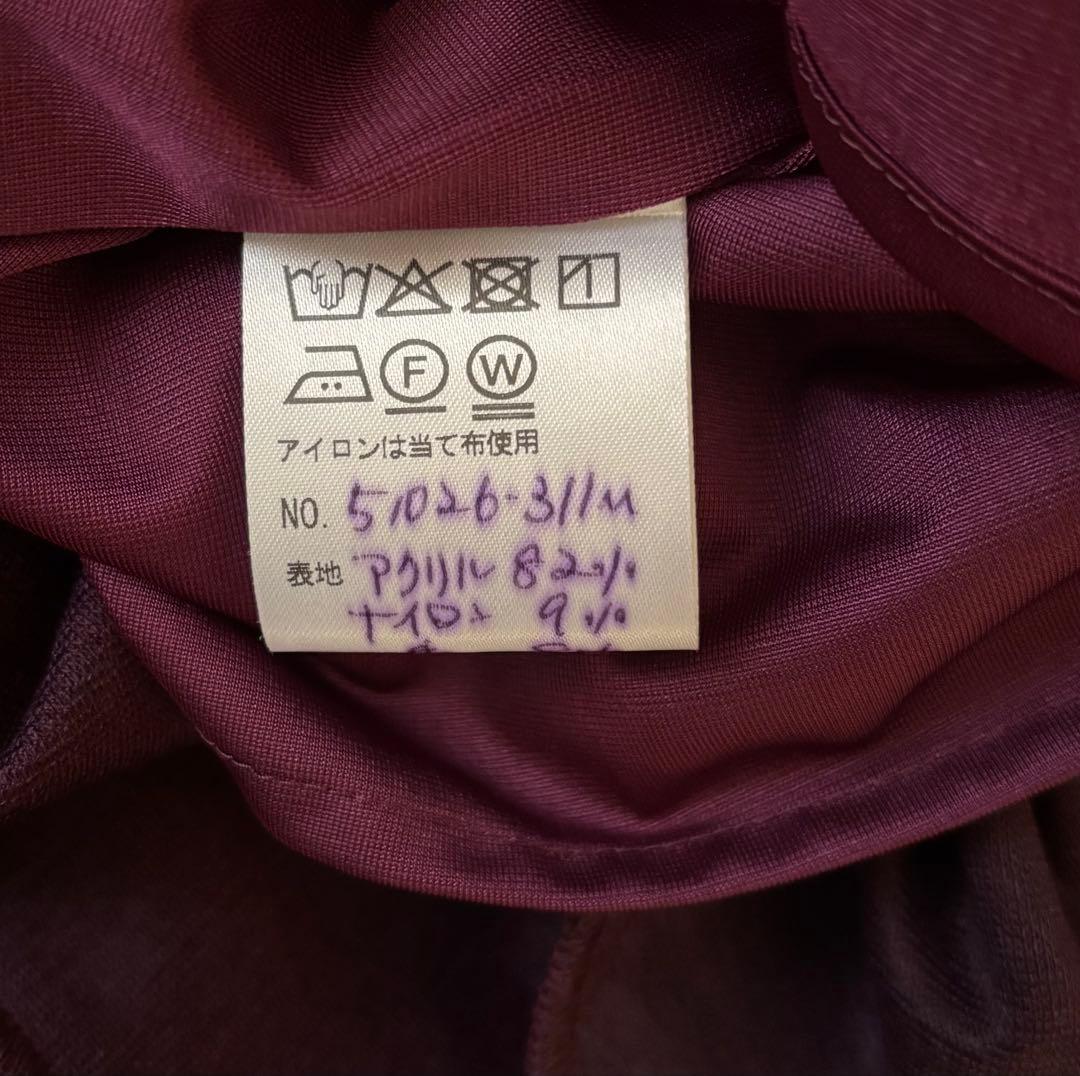 F W
アイロンは当て布使用
NO. 51026-311M
表地 アクリル 82%
ナイロン 9%